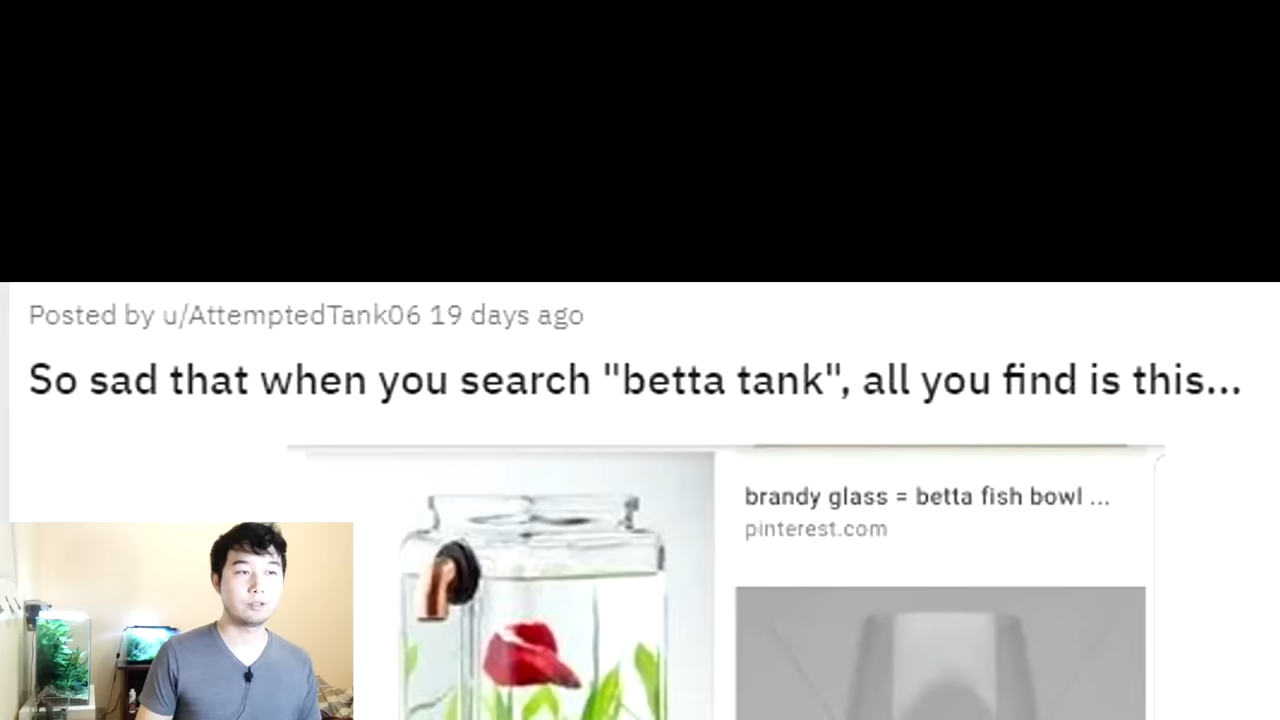 Posted by u/AttemptedTank06 19 days ago
So sad that when you search "betta tank", all you find is this...
brandy glass = betta fish bowl ...
pinterest.com